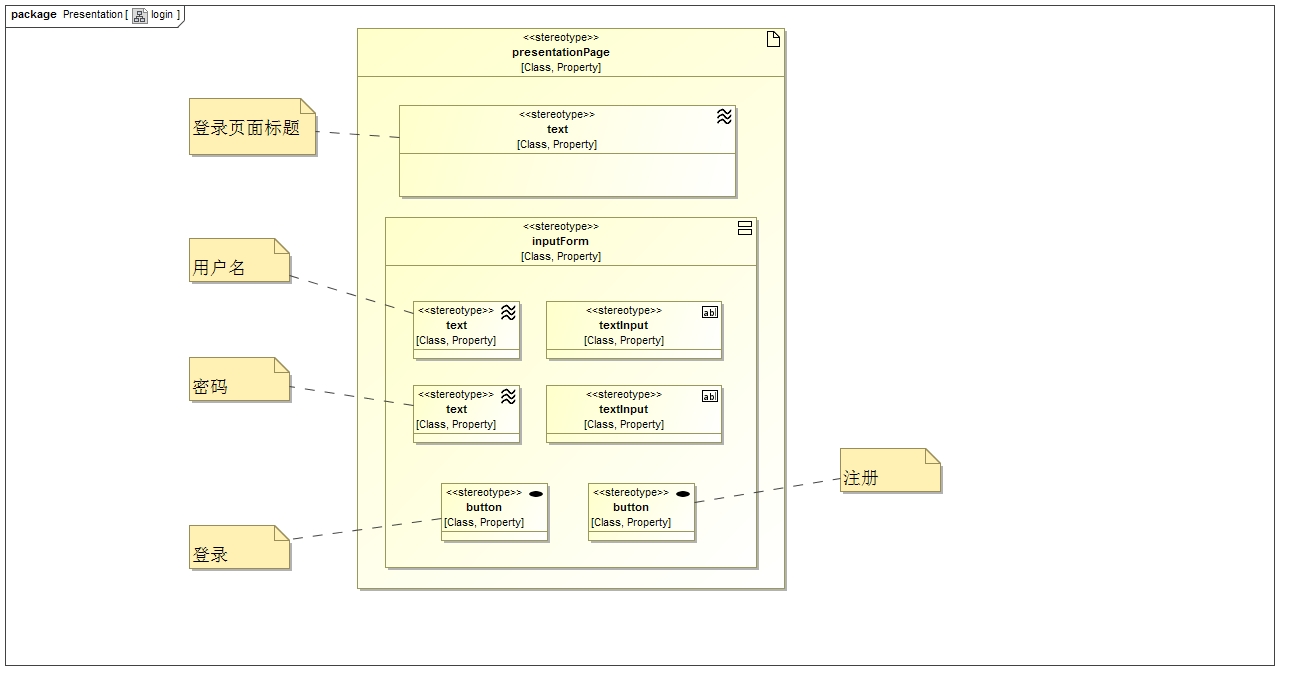 package Presentation [ login ]
<<stereotype>>
presentationPage
[Class, Property]
登录页面标题
<<stereotype>>
text
[Class, Property]
<<stereotype>>
inputForm
[Class, Property]
用户名
<<stereotype>>
text
[Class, Property]
<<stereotype>>
textInput
[Class, Property]
ab
密码
<<stereotype>>
text
[Class, Property]
<<stereotype>>
textInput
[Class, Property]
ab
注册
<<stereotype>>
button
[Class, Property]
<<stereotype>>
button
[Class, Property]
登录